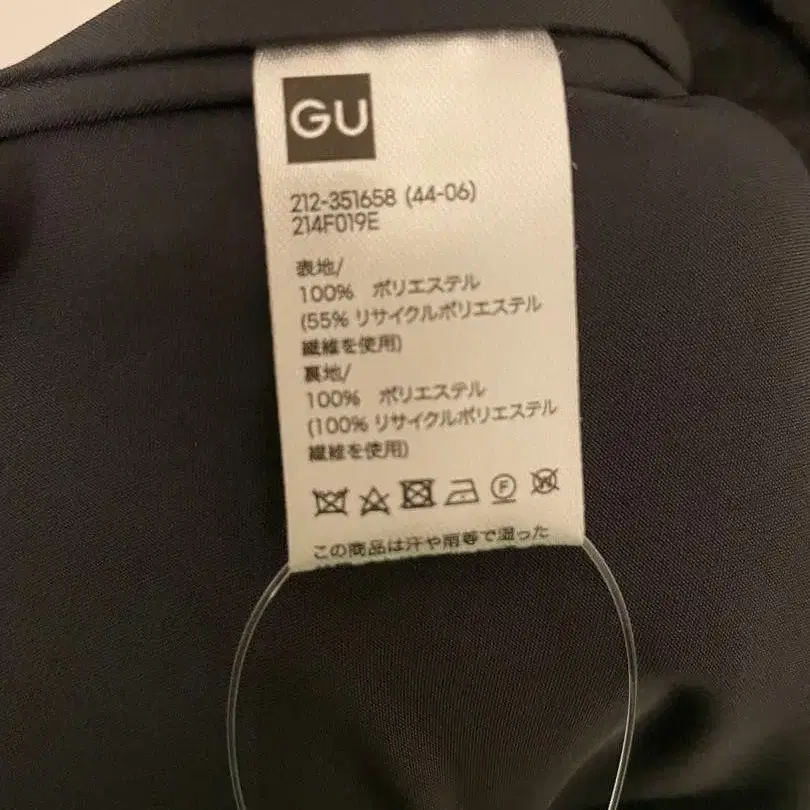 GU
212-351658 (44-06)
214F019E
表地/
100% ポリエステル
(55% リサイクルポリエステル
繊維を使用)
裏地/
100% ポリエステル
(100% リサイクルポリエステル
繊維を使用)
F
W
この商品は汗や雨等で湿った